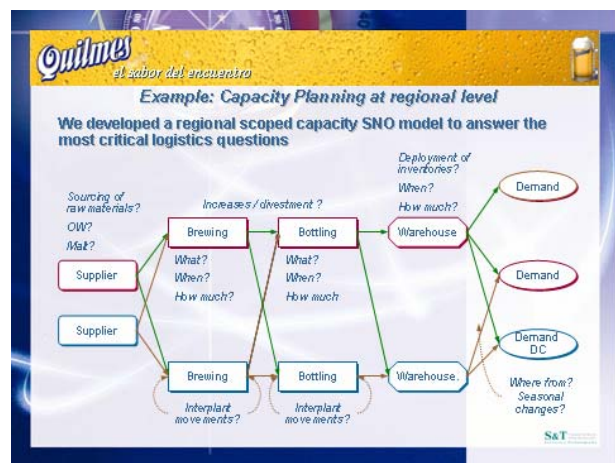 Quilmes
el sabor del encuentro
Example: Capacity Planning at regional level
We developed a regional scoped capacity SNO model to answer the
most critical logistics questions
Sourcing of
raw materials?
OW?
Malt?
Increases / divestment ?
Deployment of
inventories?
When?
How much?
Demand
Brewing
Bottling
Warehouse
What?
When?
How much?
What?
When?
How much
Supplier
Demand
Supplier
Demand
DC
Brewing
Bottling
Warehouse.
Interplant
movements?
Interplant
movements?
Where from?
Seasonal
changes?
S&T